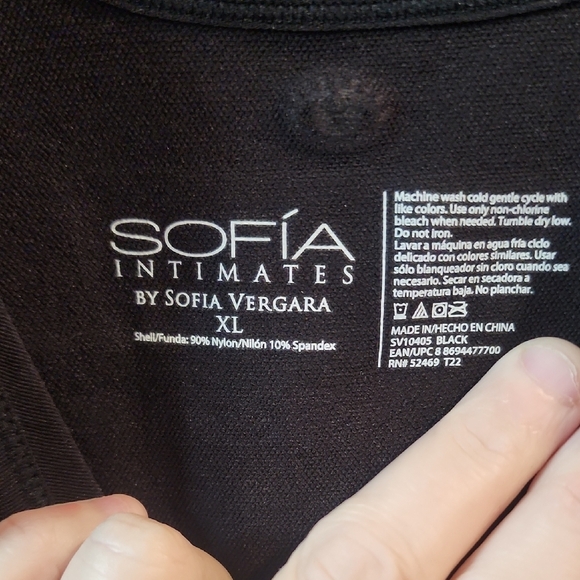 SOFÍA
INTIMATES
BY SOFIA VERGARA
XL
Shell/Funda: 90% Nylon/Nilón 10% Spandex
Machine wash cold gentle cycle with
like colors. Use only non-chlorine
bleach when needed. Tumble dry low.
Do not iron.
Lavar a máquina en agua fría ciclo
delicado con colores similares. Usar
sólo blanqueador sin cloro cuando sea
necesario. Secar en secadora a
temperatura baja. No planchar.
MADE IN/HECHO EN CHINA
SV10405 BLACK
EAN/UPC 8 8694477700
RN# 52469 T22